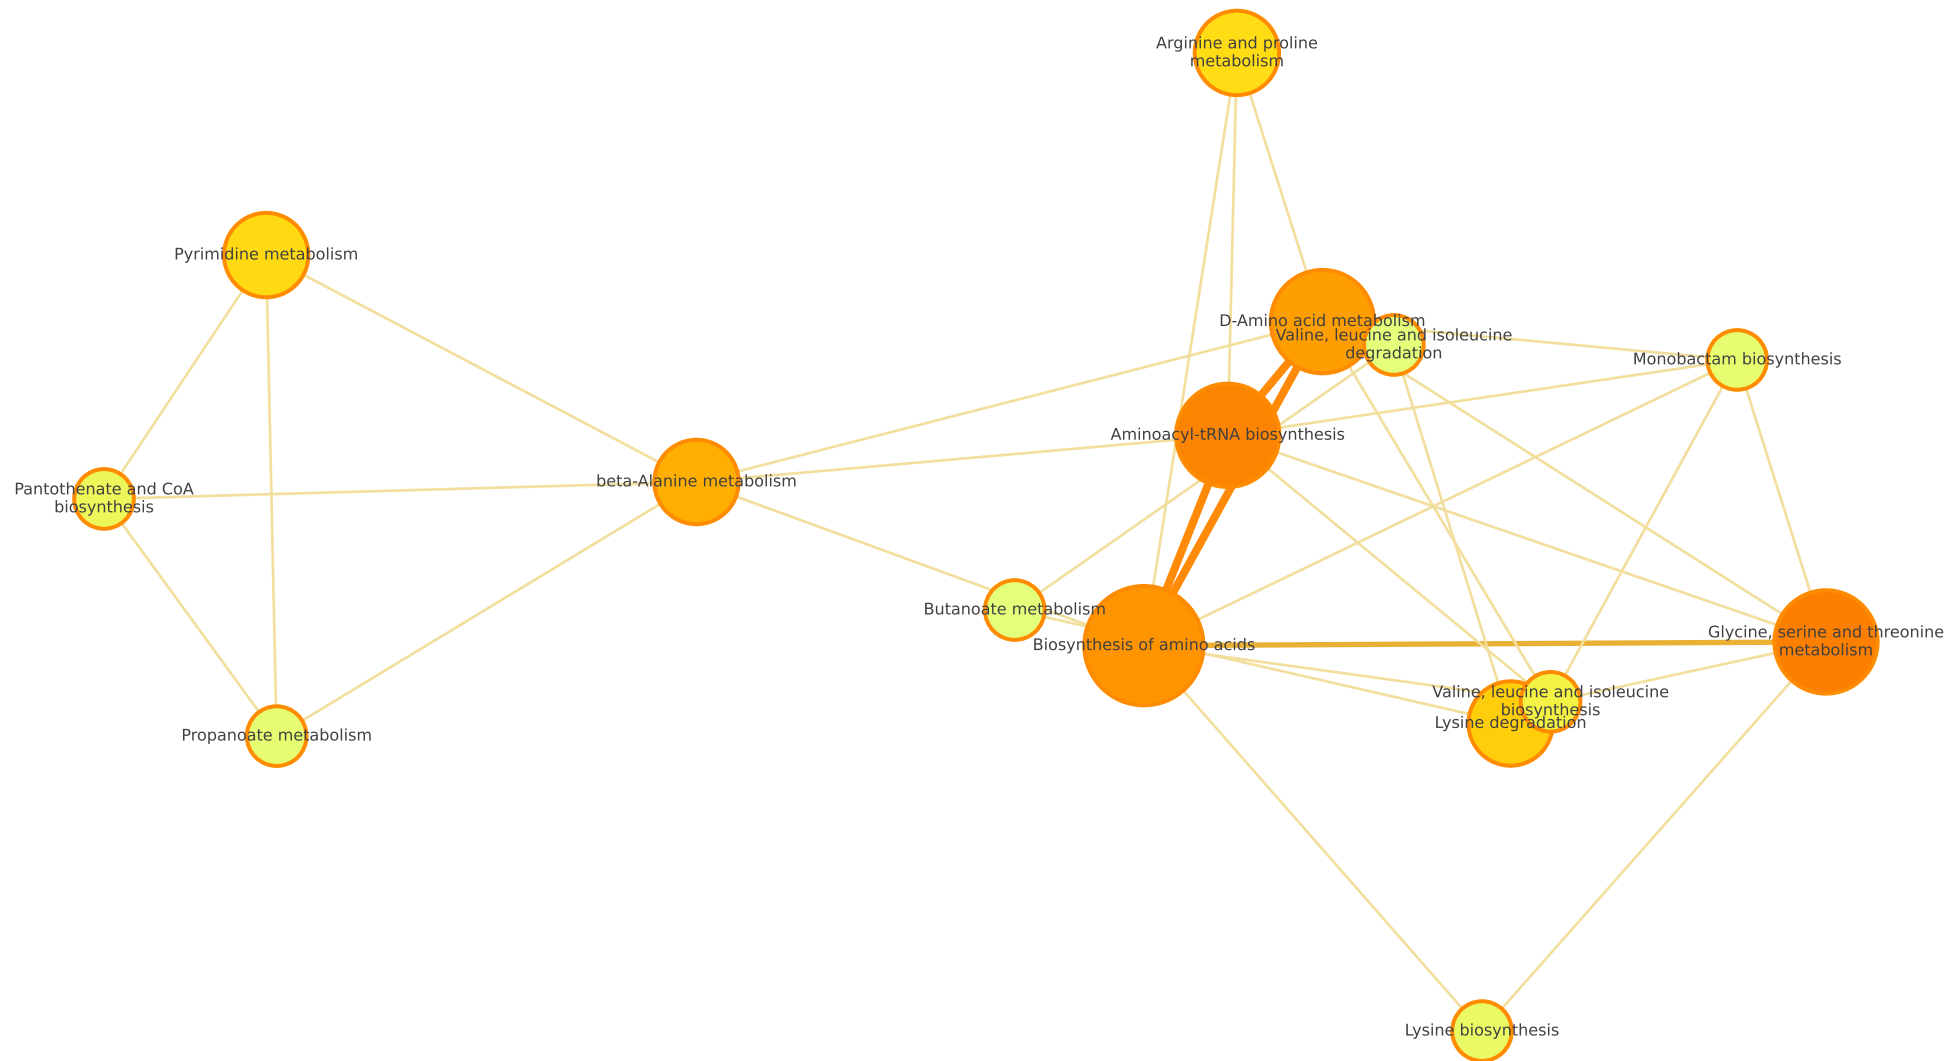 Arginine and proline
metabolism
Pyrimidine metabolism
D-Amino acid metabolism
Valine, leucine and isoleucine
degradation
Monobactam biosynthesis
Aminoacyl-tRNA biosynthesis
beta-Alanine metabolism
Pantothenate and CoA
biosynthesis
Butanoate metabolism
Biosynthesis of amino acids
Glycine, serine and threonine
metabolism
Valine, leucine and isoleucine
biosynthesis
Lysine degradation
Propanoate metabolism
Lysine biosynthesis